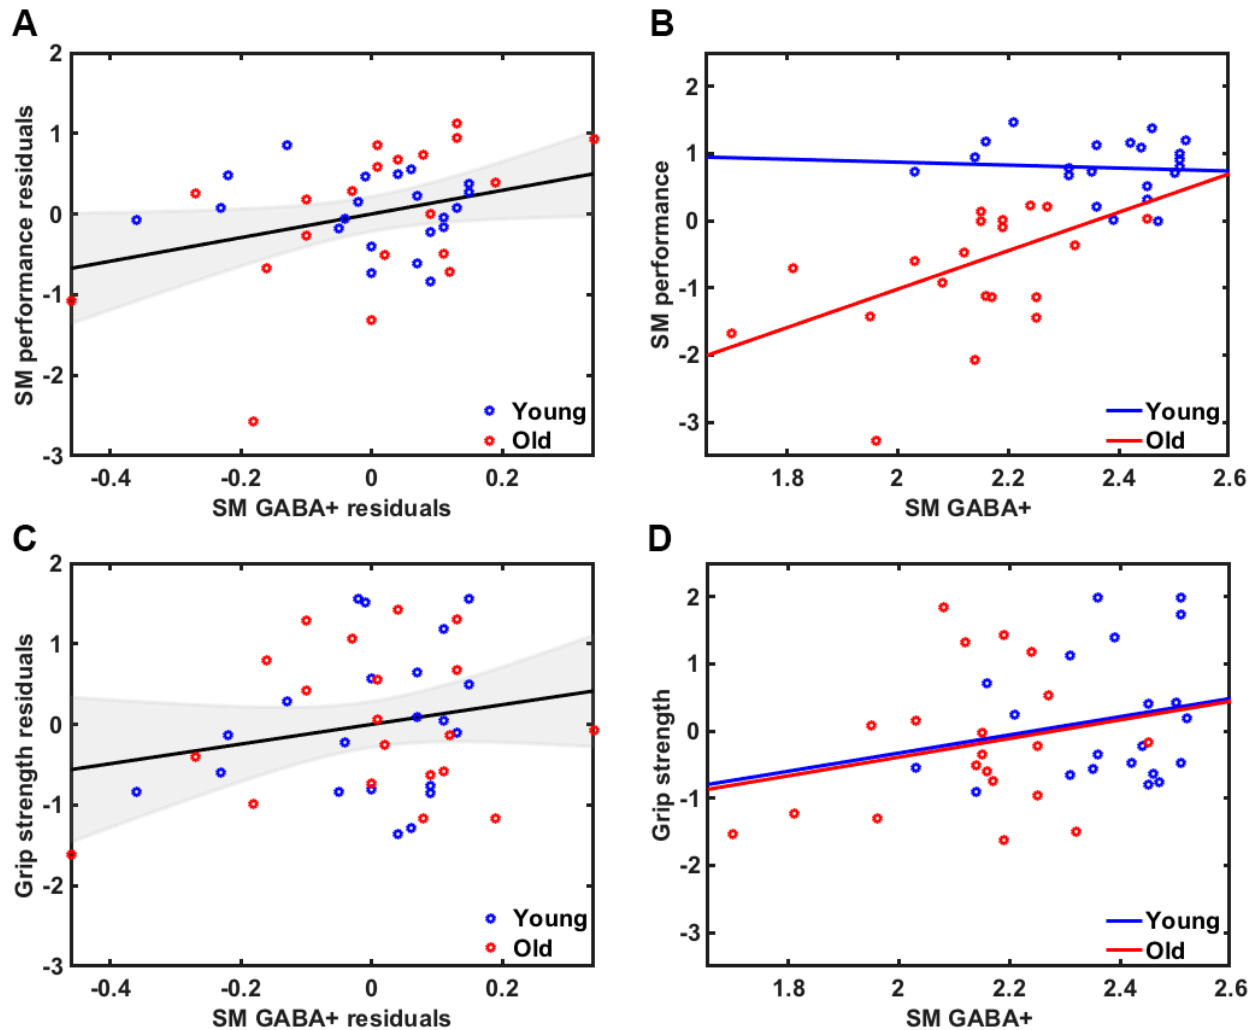 A
SM performance residuals
2
1
0
-1
-2
-3
-0.4
-0.2
0
0.2
SM GABA+ residuals
Young
Old
B
SM performance
2
1
0
-1
-2
-3
1.8
2
2.2
2.4
2.6
SM GABA+
Young
Old
C
Grip strength residuals
2
1
0
-1
-2
-3
-0.4
-0.2
0
0.2
SM GABA+ residuals
Young
Old
D
Grip strength
2
1
0
-1
-2
-3
1.8
2
2.2
2.4
2.6
SM GABA+
Young
Old